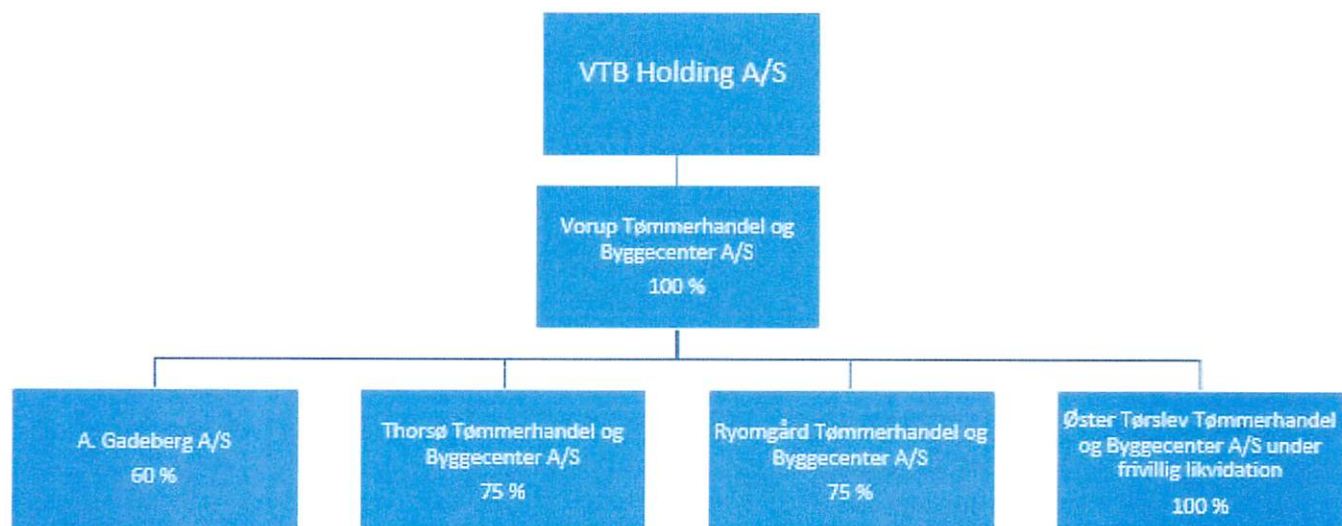 VTB Holding A/S
Vorup Tømmerhandel og
Byggecenter A/S
100 %
A. Gadeberg A/S
60 %
Thorsø Tømmerhandel og
Byggecenter A/S
75 %
Ryomgård Tømmerhandel og
Byggecenter A/S
75 %
Øster Tørslev Tømmerhandel
og Byggecenter A/S under
frivillig likvidation
100 %